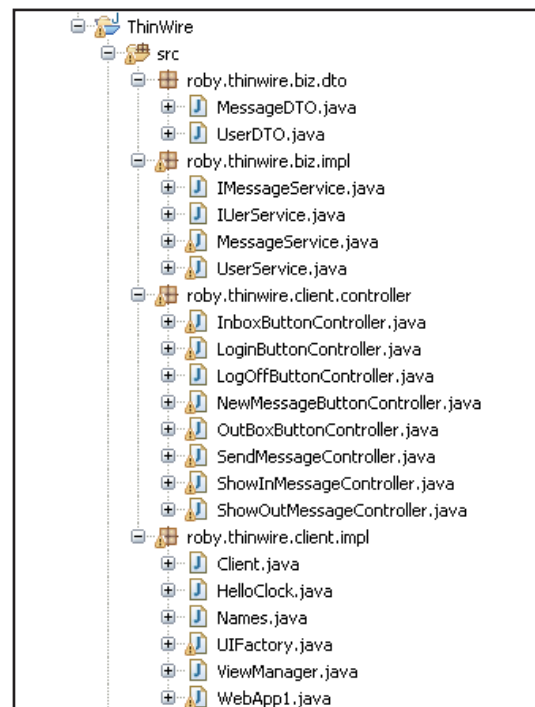 ThinWire
src
roby.thinwire.biz.dto
MessageDTO.java
UserDTO.java
roby.thinwire.biz.impl
IMessageService.java
IUerService.java
MessageService.java
UserService.java
roby.thinwire.client.controller
InboxButtonController.java
LoginButtonController.java
LogOffButtonController.java
NewMessageButtonController.java
OutBoxButtonController.java
SendMessageController.java
ShowInMessageController.java
ShowOutMessageController.java
roby.thinwire.client.impl
Client.java
HelloClock.java
Names.java
UIFactory.java
ViewManager.java
WebApp1.java